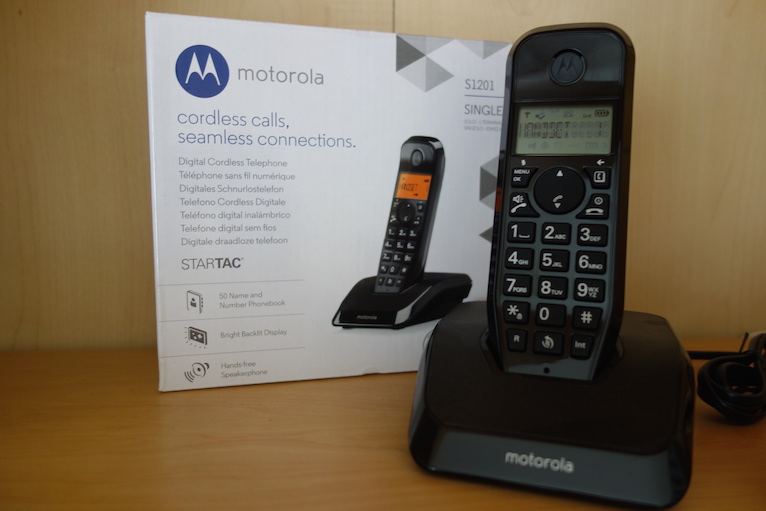 motorola
S1201
SINGLE
cordless calls,
seamless connections.
Digital Cordless Telephone
Téléphone sans fil numérique
Digitales Schnurlostelefon
Telefono Cordless Digitale
Teléfono digital inalámbrico
Telefone digital sem fios
Digitale draadloze telefoon
STARTAC
50 Name and
Number Phonebook
Bright Backlit Display
Hands-free
Speakerphone
motorola
MENU
OK
1
2ABC
3DEF
4GHI
5JKL
6MNO
7PQRS
8TUV
9WXYZ
*
0
#
R
Int
motorola